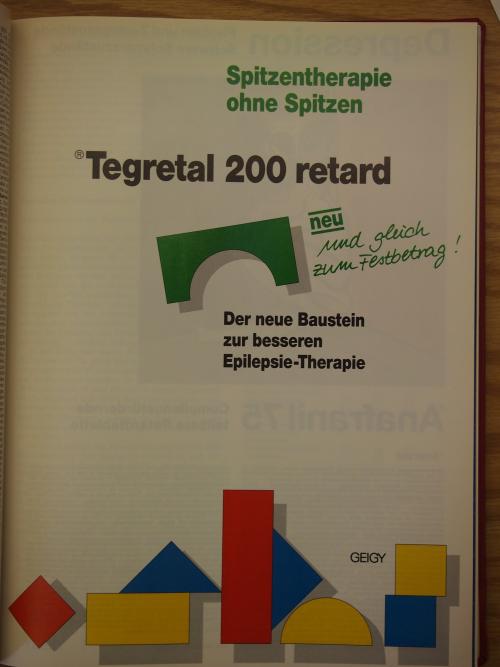 Spitzentherapie
ohne Spitzen
®Tegretal 200 retard
neu
und gleich
zum Festbetrag!
Der neue Baustein
zur besseren
Epilepsie-Therapie
GEIGY